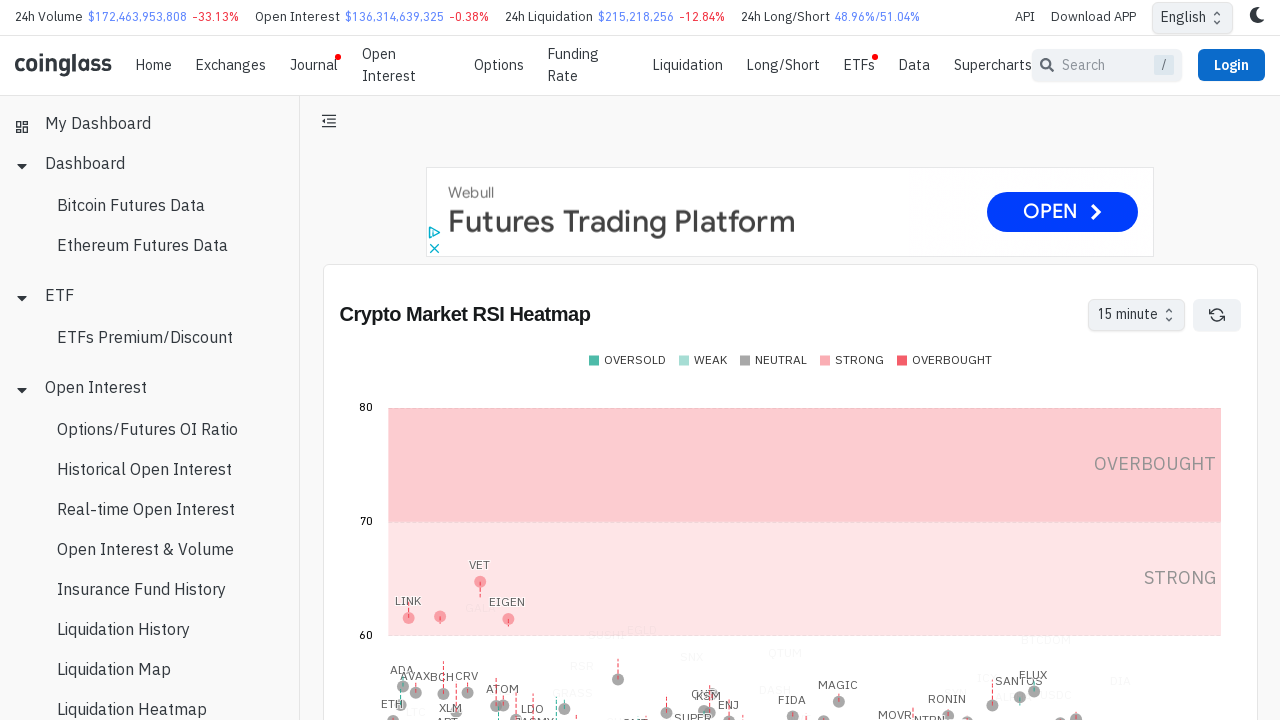 24h Volume $172,463,953,808 -33.13% Open Interest $136,314,639,325 -0.38% 24h Liquidation $215,218,256 -12.84% 24h Long/Short 48.96%/51.04% API Download APP English
coinglass Home Exchanges Journal Open Interest Options Funding Rate Liquidation Long/Short ETFs Data Supercharts Search / Login
My Dashboard
Dashboard
Bitcoin Futures Data
Ethereum Futures Data
ETF
ETFs Premium/Discount
Open Interest
Options/Futures OI Ratio
Historical Open Interest
Real-time Open Interest
Open Interest & Volume
Insurance Fund History
Liquidation History
Liquidation Map
Liquidation Heatmap
Webull
Futures Trading Platform
OPEN
Crypto Market RSI Heatmap
15 minute
OVERSOLD WEAK NEUTRAL STRONG OVERBOUGHT
80
OVERBOUGHT
70
VET
STRONG
LINK
EIGEN
60
ADA
AVAX
BCH
CRV
FLUX
SANTOS
ATOM
MAGIC
ETH
XLM
LDO
KSM
ENJ
FIDA
RONIN
MOVR
SUPER